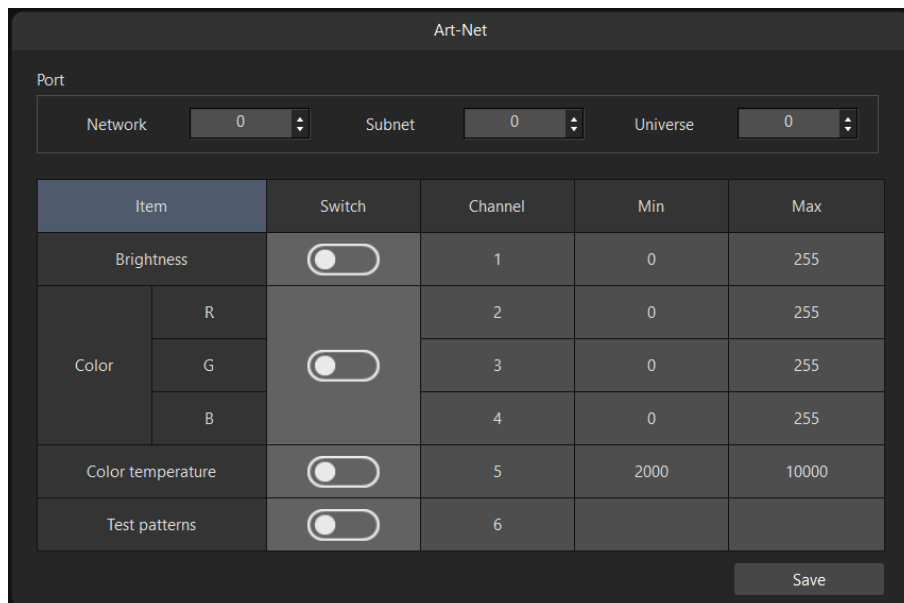 Art-Net
Port
Network 0 Subnet 0 Universe 0
Item Switch Channel Min Max
Brightness 1 0 255
R 2 0 255
Color G 3 0 255
B 4 0 255
Color temperature 5 2000 10000
Test patterns 6
Save